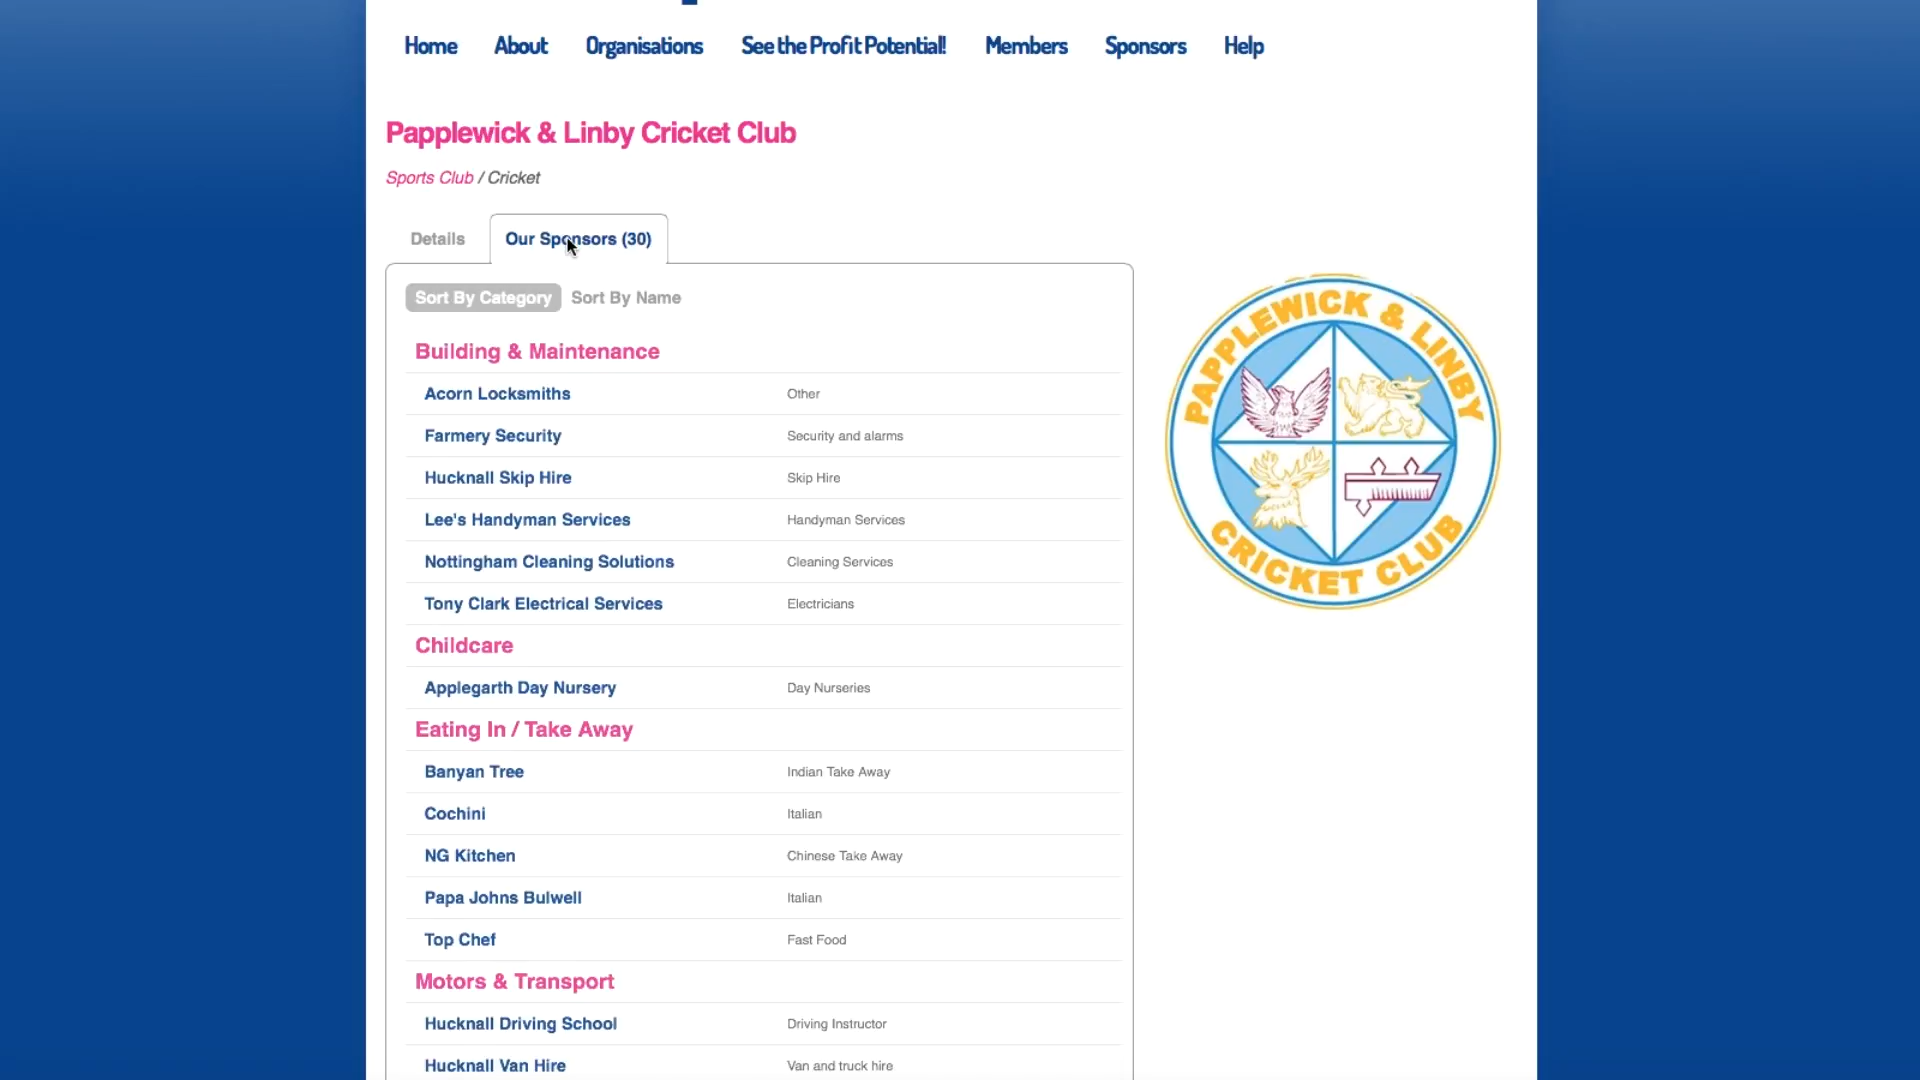 Home About Organisations See the Profit Potential! Members Sponsors Help
Papplewick & Linby Cricket Club
Sports Club / Cricket
Details Our Sponsors (30)
Sort By Category Sort By Name
Building & Maintenance
Acorn Locksmiths Other
Farmery Security Security and alarms
Hucknall Skip Hire Skip Hire
Lee's Handyman Services Handyman Services
Nottingham Cleaning Solutions Cleaning Services
Tony Clark Electrical Services Electricians
Childcare
Applegarth Day Nursery Day Nurseries
Eating In / Take Away
Banyan Tree Indian Take Away
Cochini Italian
NG Kitchen Chinese Take Away
Papa Johns Bulwell Italian
Top Chef Fast Food
Motors & Transport
Hucknall Driving School Driving Instructor
Hucknall Van Hire Van and truck hire
PAPPLEWICK & LINBY
CRICKET CLUB